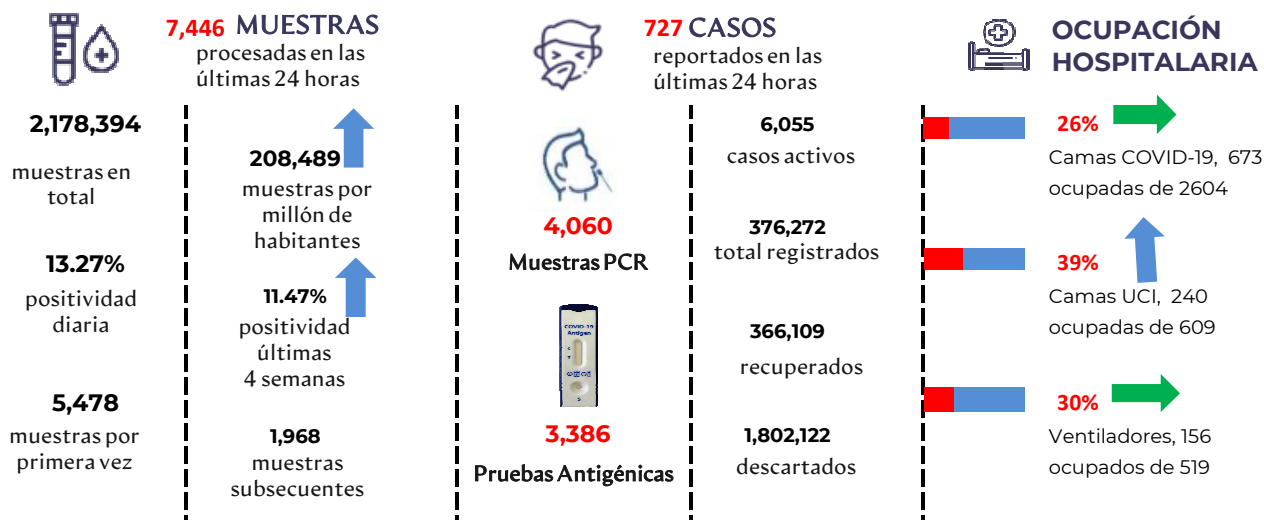 7,446 MUESTRAS
procesadas en las
últimas 24 horas
2,178,394
muestras en
total
13.27%
positividad
diaria
5,478
muestras por
primera vez
208,489
muestras por
millón de
habitantes
11.47%
positividad
últimas
4 semanas
1,968
muestras
subsecuentes
727 CASOS
reportados en las
últimas 24 horas
4,060
Muestras PCR
COVID-19
Antigen
C
T
S
3,386
Pruebas Antigénicas
6,055
casos activos
376,272
total registrados
366,109
recuperados
1,802,122
descartados
OCUPACIÓN
HOSPITALARIA
26%
Camas COVID-19, 673
ocupadas de 2604
39%
Camas UCI, 240
ocupadas de 609
30%
Ventiladores, 156
ocupados de 519